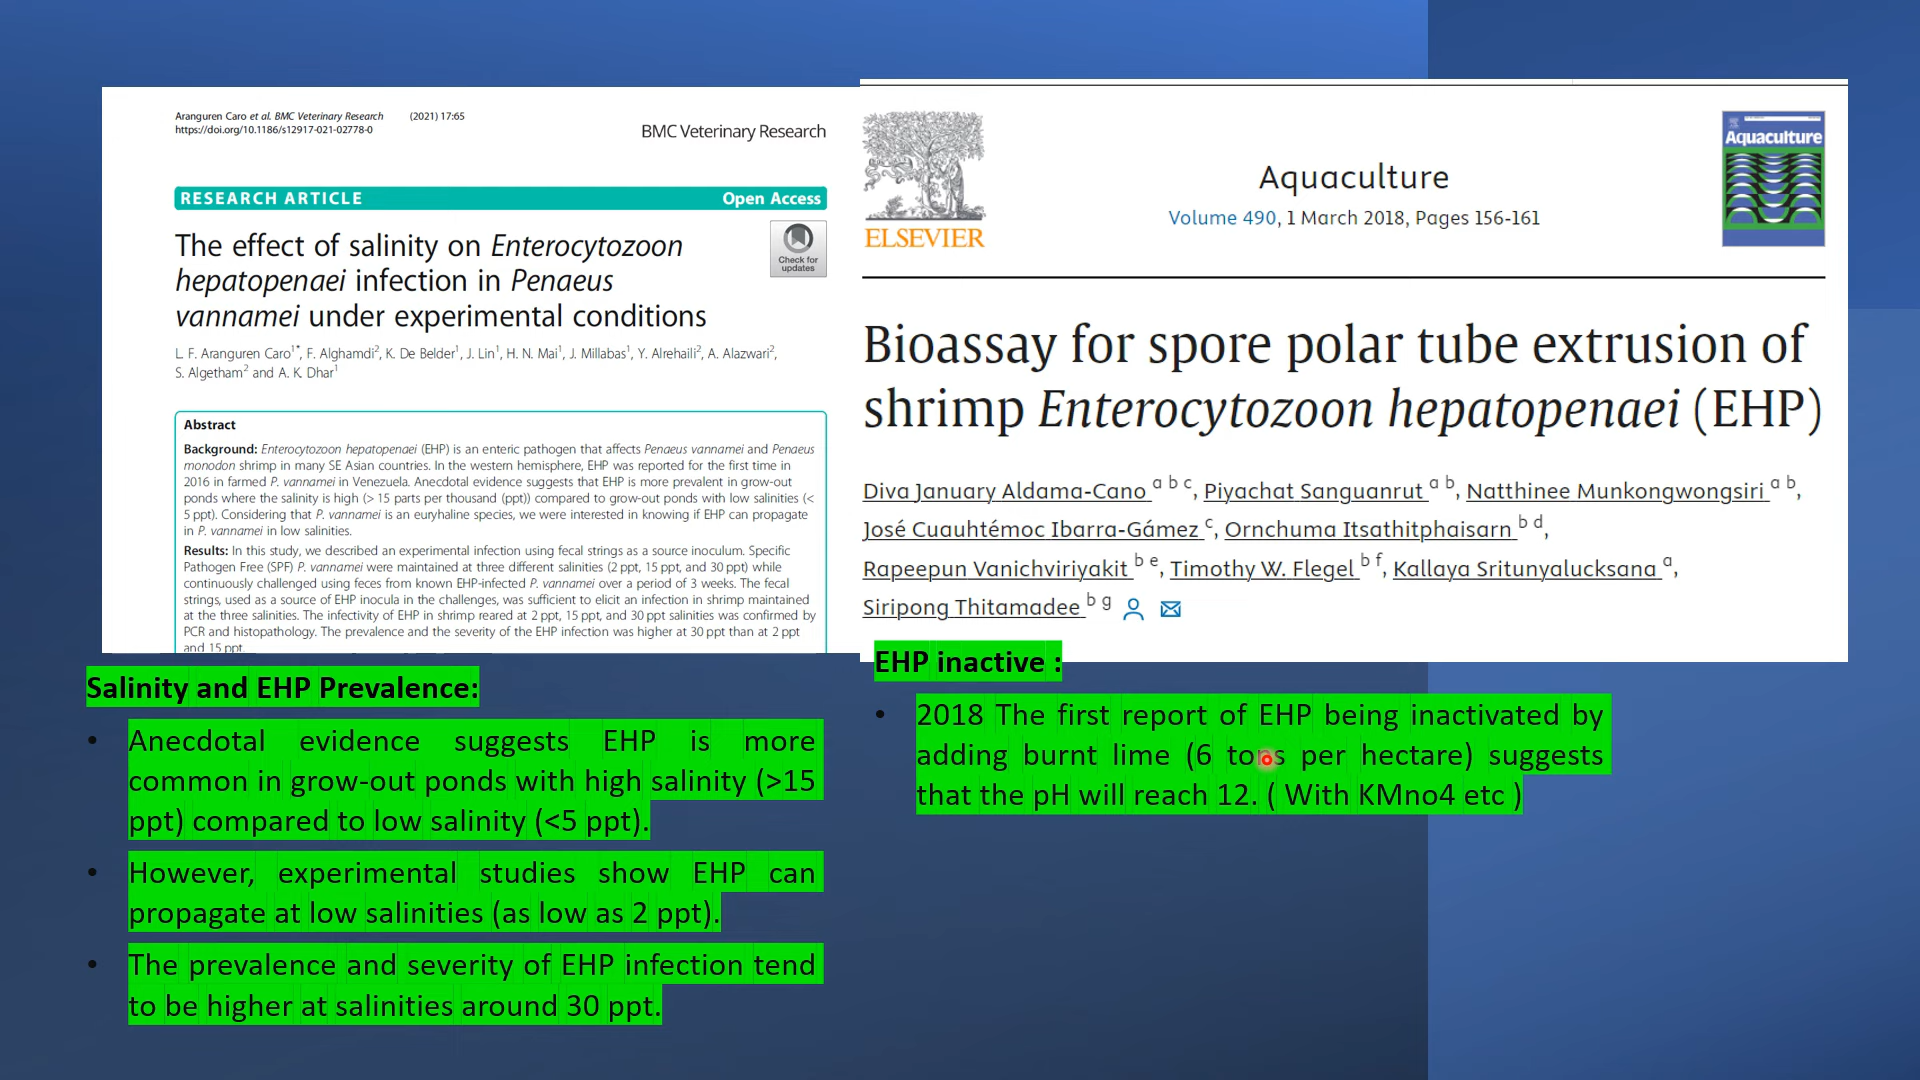 Aranguren Caro et al. BMC Veterinary Research (2021) 17:65
https://doi.org/10.1186/s12917-021-02778-0
BMC Veterinary Research
RESEARCH ARTICLE Open Access
The effect of salinity on Enterocytozoon
hepatopenaei infection in Penaeus
vannamei under experimental conditions
Check for
updates
L. F. Aranguren Caro1*, F. Alghamdi2, K. De Belder1, J. Lin1, H. N. Mai1, J. Millabas1, Y. Alrehaili2, A. Alazwari2,
S. Algetham2 and A. K. Dhar1
Abstract
Background: Enterocytozoon hepatopenaei (EHP) is an enteric pathogen that affects Penaeus vannamei and Penaeus
monodon shrimp in many SE Asian countries. In the western hemisphere, EHP was reported for the first time in
2016 in farmed P. vannamei in Venezuela. Anecdotal evidence suggests that EHP is more prevalent in grow-out
ponds where the salinity is high (> 15 parts per thousand (ppt)) compared to grow-out ponds with low salinities (<
5 ppt). Considering that P. vannamei is an euryhaline species, we were interested in knowing if EHP can propagate
in P. vannamei in low salinities.
Results: In this study, we described an experimental infection using fecal strings as a source inoculum. Specific
Pathogen Free (SPF) P. vannamei were maintained at three different salinities (2 ppt, 15 ppt, and 30 ppt) while
continuously challenged using feces from known EHP-infected P. vannamei over a period of 3 weeks. The fecal
strings, used as a source of EHP inocula in the challenges, was sufficient to elicit an infection in shrimp maintained
at the three salinities. The infectivity of EHP in shrimp reared at 2 ppt, 15 ppt, and 30 ppt salinities was confirmed by
PCR and histopathology. The prevalence and the severity of the EHP infection was higher at 30 ppt than at 2 ppt
and 15 ppt.
Salinity and EHP Prevalence:
• Anecdotal evidence suggests EHP is more
common in grow-out ponds with high salinity (>15
ppt) compared to low salinity (<5 ppt).
• However, experimental studies show EHP can
propagate at low salinities (as low as 2 ppt).
• The prevalence and severity of EHP infection tend
to be higher at salinities around 30 ppt.
ELSEVIER
Aquaculture
Volume 490, 1 March 2018, Pages 156-161
Aquaculture
Bioassay for spore polar tube extrusion of
shrimp Enterocytozoon hepatopenaei (EHP)
Diva January Aldama-Cano a b c, Piyachat Sanguanrut a b, Natthinee Munkongwongsiri a b,
José Cuauhtémoc Ibarra-Gámez c, Ornchuma Itsathitphaisarn b d,
Rapeepun Vanichviriyakit b e, Timothy W. Flegel b f, Kallaya Sritunyalucksana a,
Siripong Thitamadee b g
EHP inactive :
• 2018 The first report of EHP being inactivated by
adding burnt lime (6 tons per hectare) suggests
that the pH will reach 12. ( With KMno4 etc )